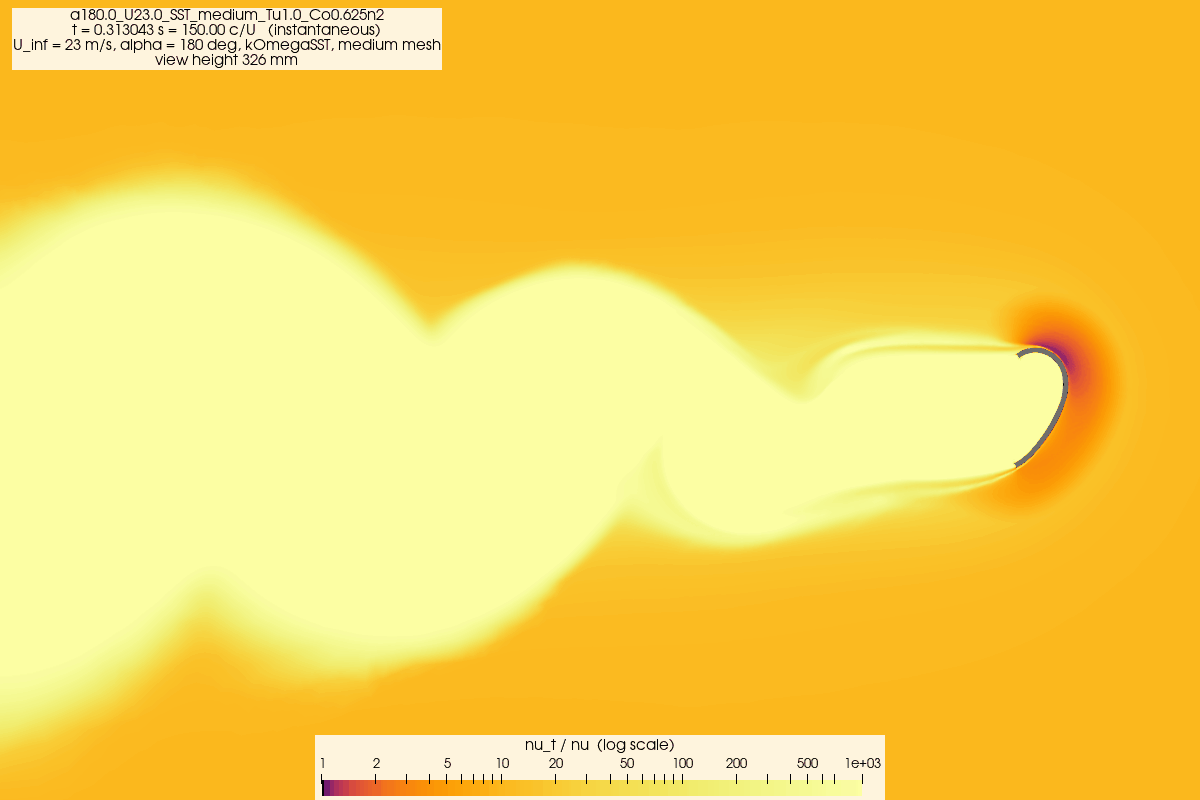 a180.0_U23.0_SST_medium_Tu1.0_Co0.625n2
t = 0.313043 s = 150.00 c/U (instantaneous)
U_inf = 23 m/s, alpha = 180 deg, kOmegaSST, medium mesh
view height 326 mm
nu_t / nu (log scale)
1 2 5 10 20 50 100 200 500 1e+03